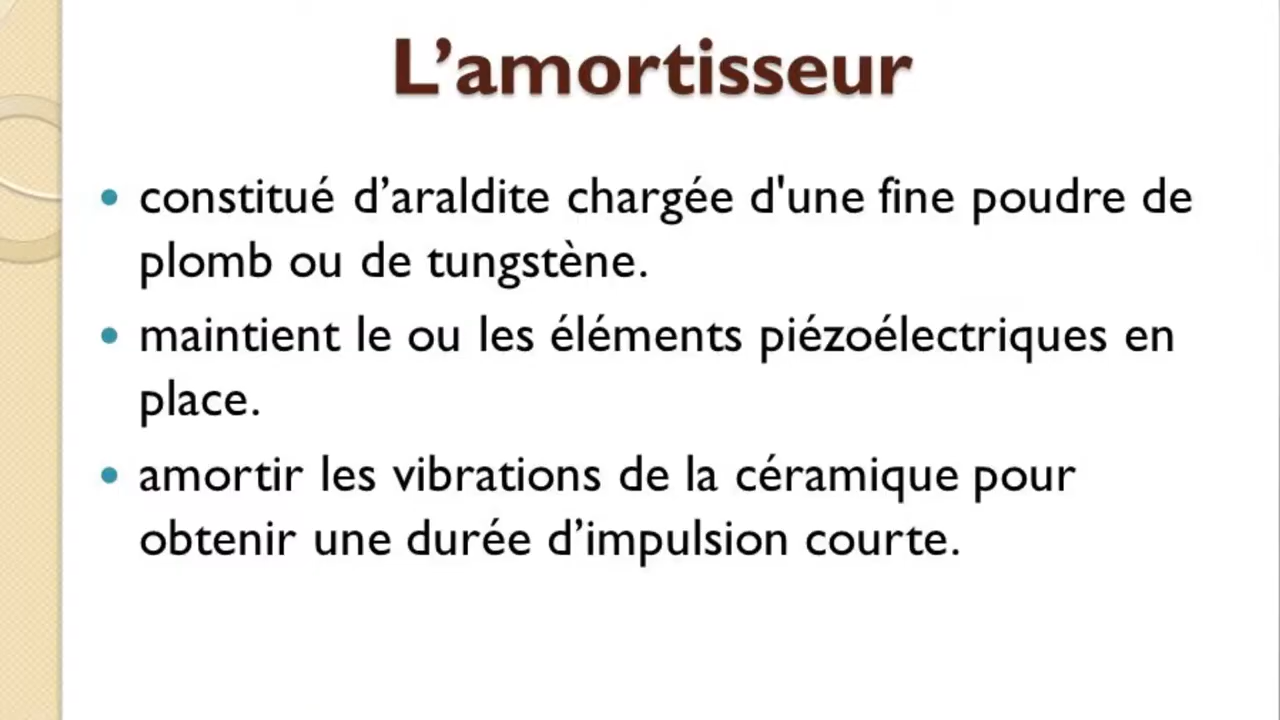 L’amortisseur
• constitué d’araldite chargée d'une fine poudre de
plomb ou de tungstène.
• maintient le ou les éléments piézoélectriques en
place.
• amortir les vibrations de la céramique pour
obtenir une durée d’impulsion courte.